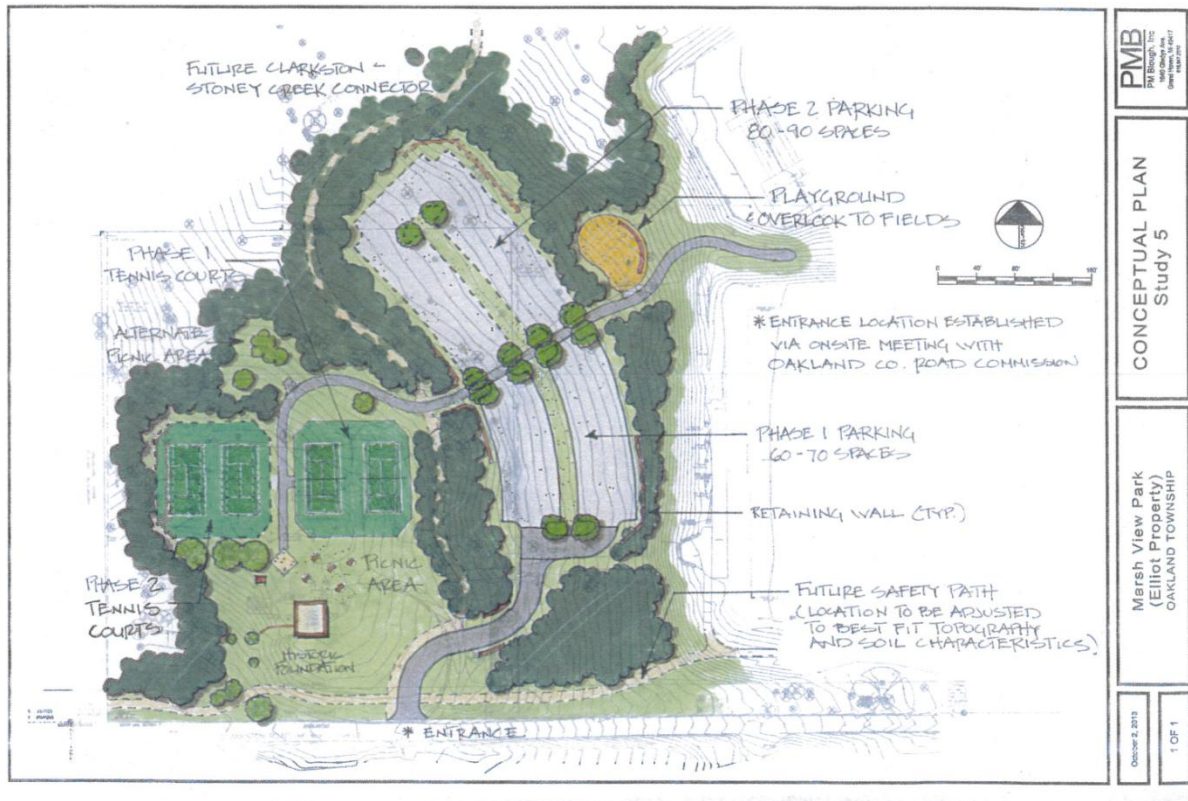 FUTURE CLARKSTON -
STONEY CREEK CONNECTOR
PHASE 2 PARKING
80-90 SPACES
PLAYGROUND
& OVERLOOK TO FIELDS
PHASE 1
TENNIS COURTS
ALTERNATE
PICNIC AREA
0 40' 80' 160'
* ENTRANCE LOCATION ESTABLISHED
VIA ONSITE MEETING WITH
OAKLAND CO. ROAD COMMISSION
PHASE 1 PARKING
60-70 SPACES
RETAINING WALL (TYP.)
PICNIC
AREA
PHASE 2
TENNIS
COURTS
HISTORIC
FOUNDATION
FUTURE SAFETY PATH
(LOCATION TO BE ADJUSTED
TO BEST FIT TOPOGRAPHY
AND SOIL CHARACTERISTICS)
* ENTRANCE
PMB
PM Blough, Inc
CONCEPTUAL PLAN
Study 5
Marsh View Park
(Elliot Property)
OAKLAND TOWNSHIP
October 2, 2013
1 OF 1